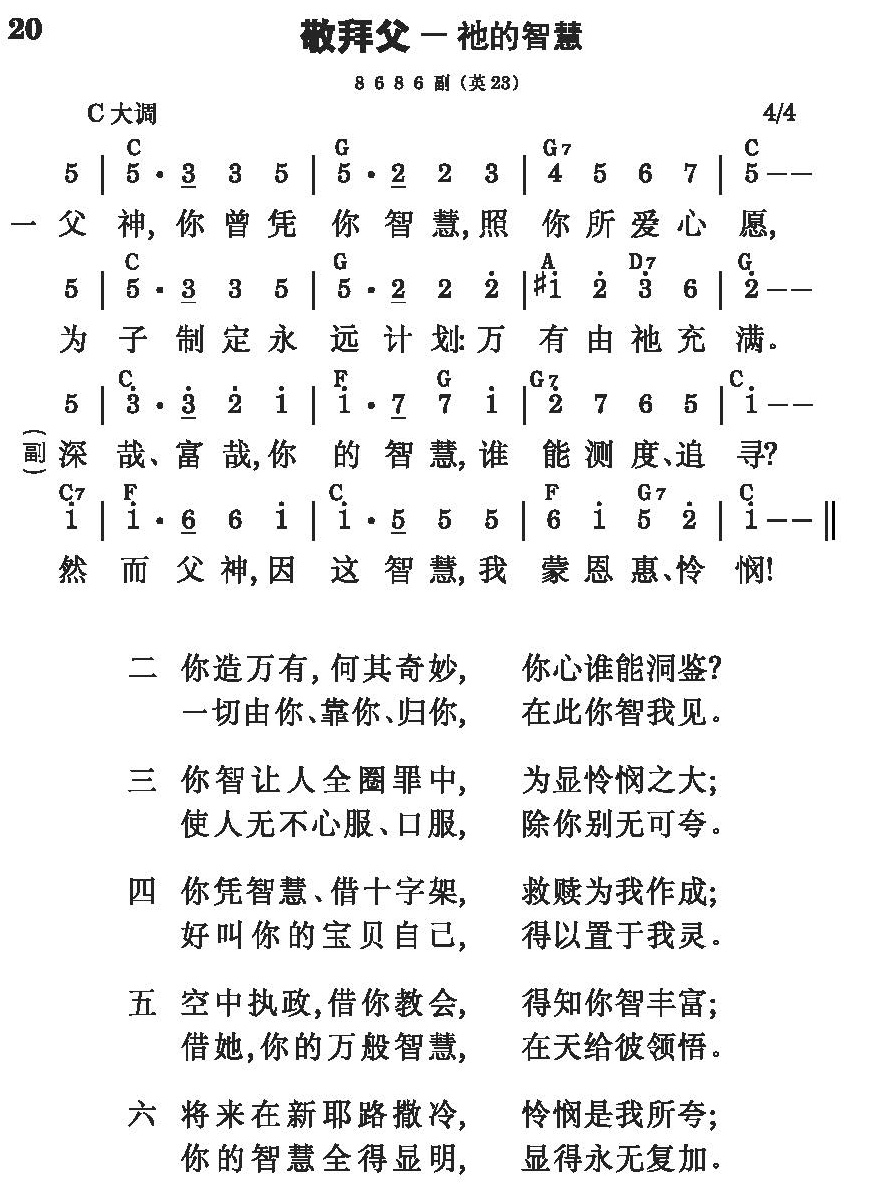 20
敬拜父－祂的智慧
8 6 8 6 副（英23）
C大调 4/4
C G G7 C
5 | 5 · 3 3 5 | 5 · 2 2 3 | 4 5 6 7 | 5 – –
一 父 神, 你 曾 凭 你 智 慧, 照 你 所 爱 心 愿,
C G A D7 G
5 | 5 · 3 3 5 | 5 · 2 2 2̇ | #1̇ 2̇ 3̇ 6 | 2̇ – –
为 子 制 定 永 远 计 划: 万 有 由 祂 充 满。
C F G G7 C
5 | 3̇ · 3̇ 2̇ 1̇ | 1̇ · 7 7 1̇ | 2̇ 7 6 5 | 1̇ – –
(副) 深 哉、富 哉, 你 的 智 慧, 谁 能 测 度、追 寻?
C7 F C F G7 C
1̇ | 1̇ · 6 6 1̇ | 1̇ · 5 5 5 | 6 1̇ 5 2̇ | 1̇ – – ‖
然 而 父 神, 因 这 智 慧, 我 蒙 恩 惠、怜 悯!
二 你造万有, 何其奇妙, 你心谁能洞鉴?
一切由你、靠你、归你, 在此你智我见。
三 你智让人全圈罪中, 为显怜悯之大;
使人无不心服、口服, 除你别无可夸。
四 你凭智慧、借十字架, 救赎为我作成;
好叫你的宝贝自己, 得以置于我灵。
五 空中执政, 借你教会, 得知你智丰富;
借她, 你的万般智慧, 在天给彼领悟。
六 将来在新耶路撒冷, 怜悯是我所夸;
你的智慧全得显明, 显得永无复加。